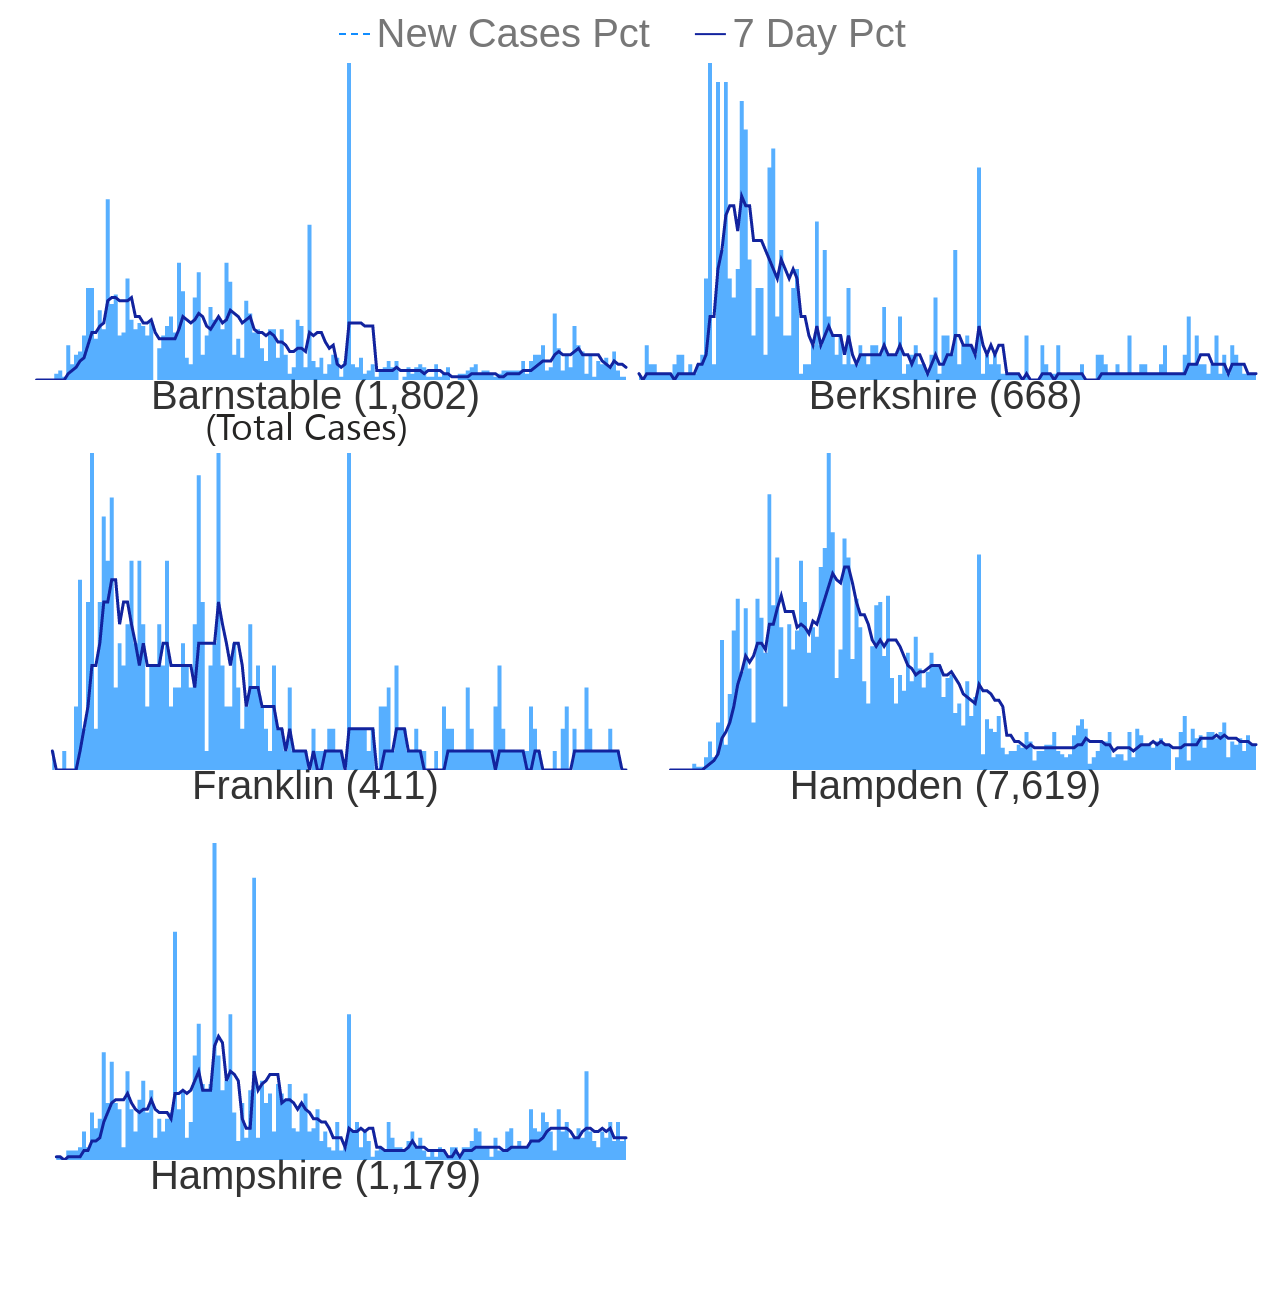 New Cases Pct 7 Day Pct
Barnstable (1,802)
(Total Cases)
Berkshire (668)
Franklin (411)
Hampden (7,619)
Hampshire (1,179)